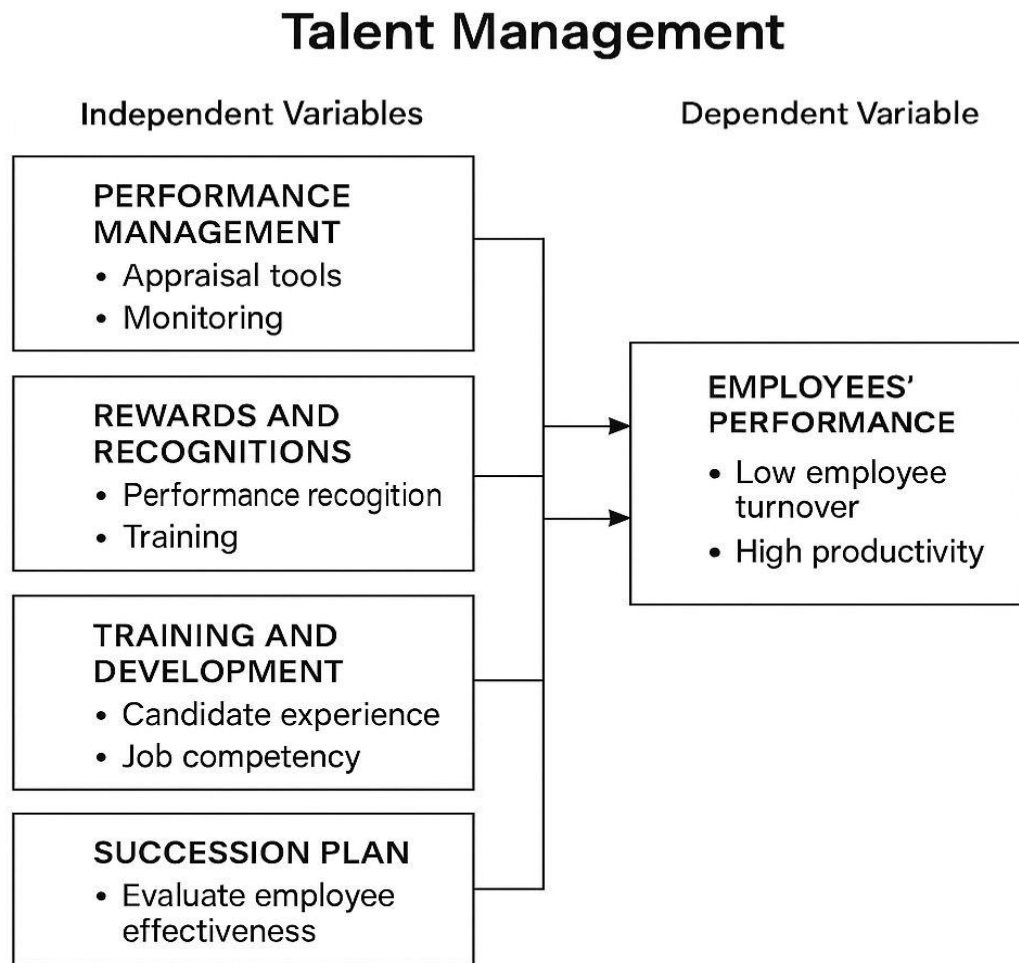 Talent Management
Independent Variables
Dependent Variable
PERFORMANCE
MANAGEMENT
• Appraisal tools
• Monitoring
REWARDS AND
RECOGNITIONS
• Performance recogition
• Training
TRAINING AND
DEVELOPMENT
• Candidate experience
• Job competency
SUCCESSION PLAN
• Evaluate employee
effectiveness
EMPLOYEES’
PERFORMANCE
• Low employee
turnover
• High productivity